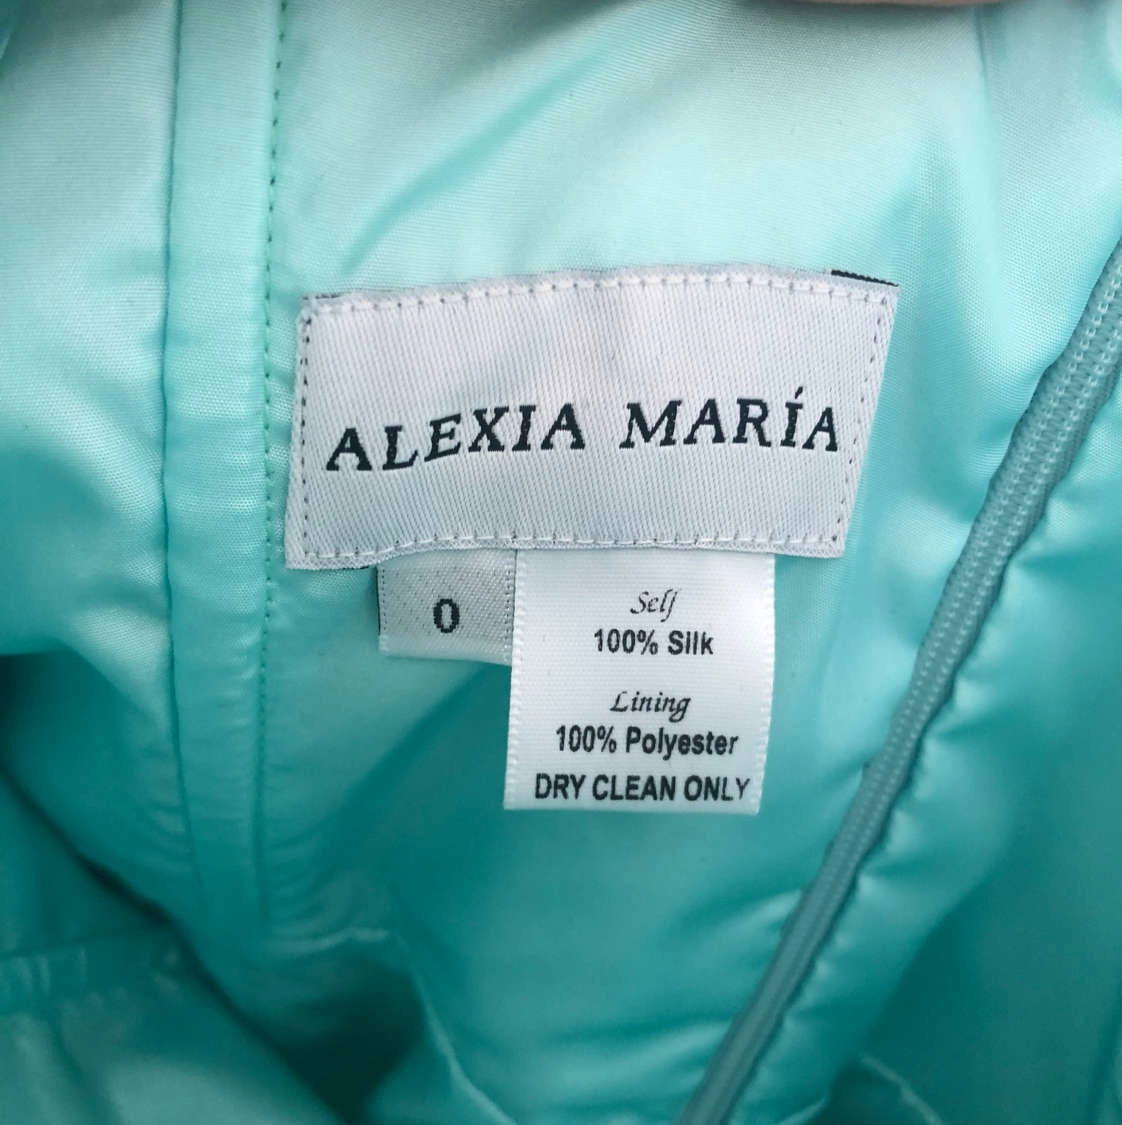 ALEXIA MARÍA
0
Self
100% Silk
Lining
100% Polyester
DRY CLEAN ONLY